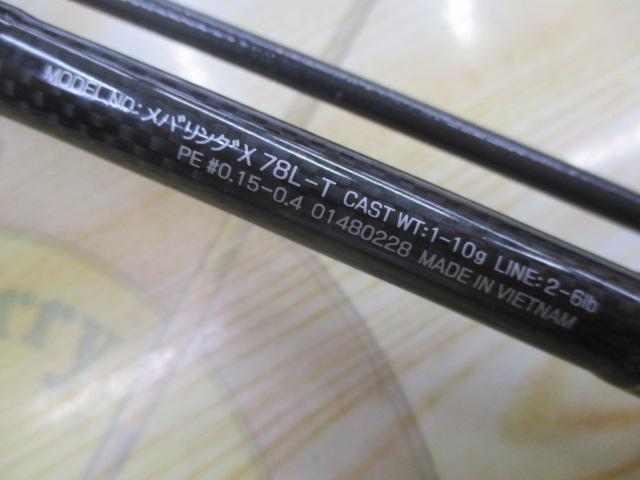 MODEL NO: メバリンダX 78L-T CAST WT:1-10g LINE:2-6lb
PE #0.15-0.4 01480228 MADE IN VIETNAM